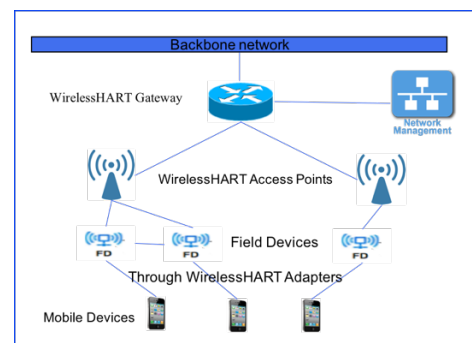 Backbone network
WirelessHART Gateway
Network
Management
WirelessHART Access Points
FD
FD
Field Devices
FD
Through WirelessHART Adapters
Mobile Devices